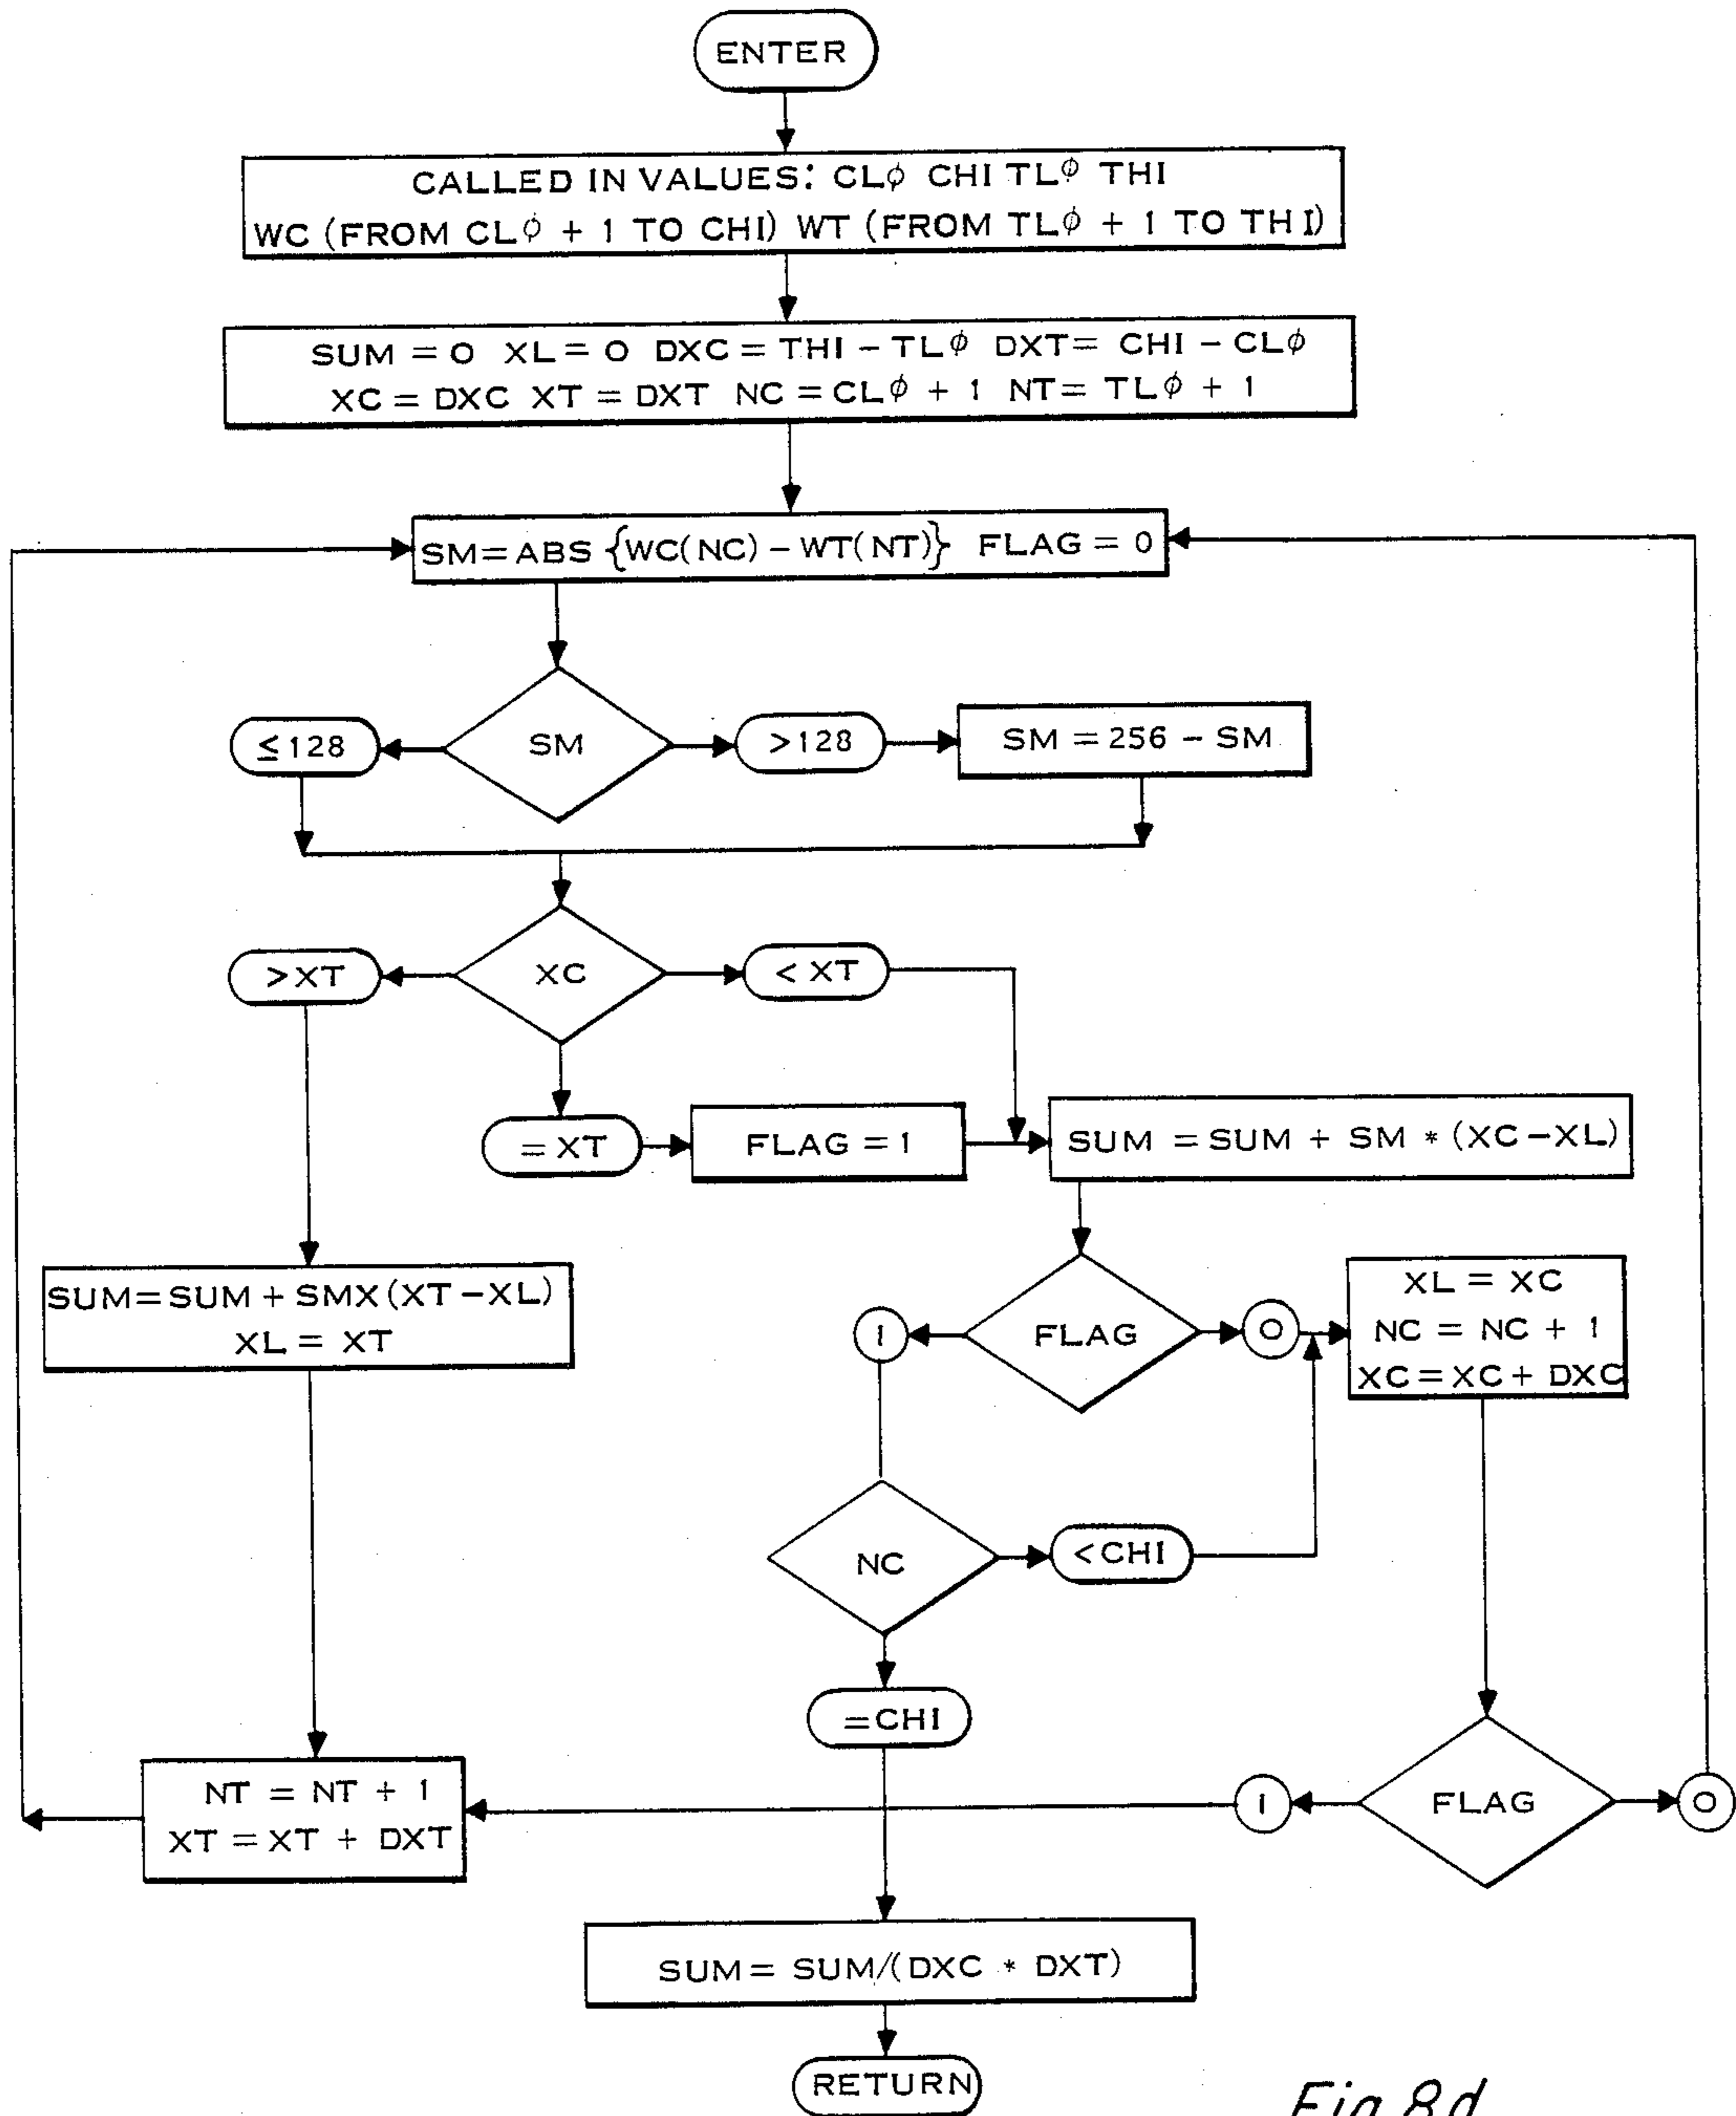 ENTER
CALLED IN VALUES: CLϕ CHI TLϕ THI
WC (FROM CLϕ + 1 TO CHI) WT (FROM TLϕ + 1 TO THI)
SUM = O XL = O DXC = THI - TLϕ DXT = CHI - CLϕ
XC = DXC XT = DXT NC = CLϕ + 1 NT = TLϕ + 1
SM = ABS {WC(NC) - WT(NT)} FLAG = O
≤ 128
SM
> 128
SM = 256 - SM
> XT
XC
< XT
= XT
FLAG = 1
SUM = SUM + SM * (XC - XL)
SUM = SUM + SMX (XT - XL)
XL = XT
1
FLAG
O
XL = XC
NC = NC + 1
XC = XC + DXC
NC
< CHI
= CHI
NT = NT + 1
XT = XT + DXT
1
FLAG
O
SUM = SUM/(DXC * DXT)
RETURN
Fig 8d